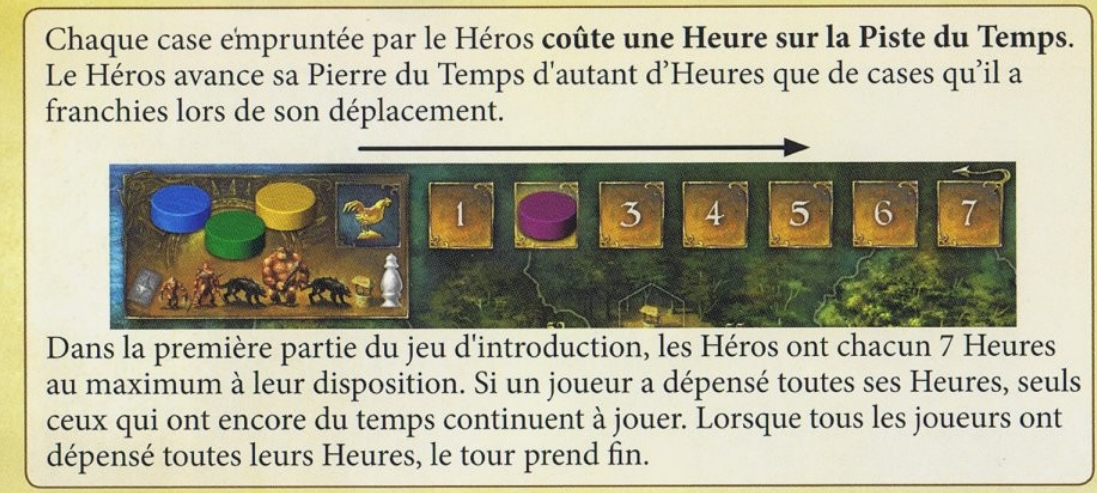 Chaque case empruntée par le Héros coûte une Heure sur la Piste du Temps.
Le Héros avance sa Pierre du Temps d'autant d'Heures que de cases qu'il a
franchies lors de son déplacement.
1 3 4 5 6 7
Dans la première partie du jeu d'introduction, les Héros ont chacun 7 Heures
au maximum à leur disposition. Si un joueur a dépensé toutes ses Heures, seuls
ceux qui ont encore du temps continuent à jouer. Lorsque tous les joueurs ont
dépensé toutes leurs Heures, le tour prend fin.